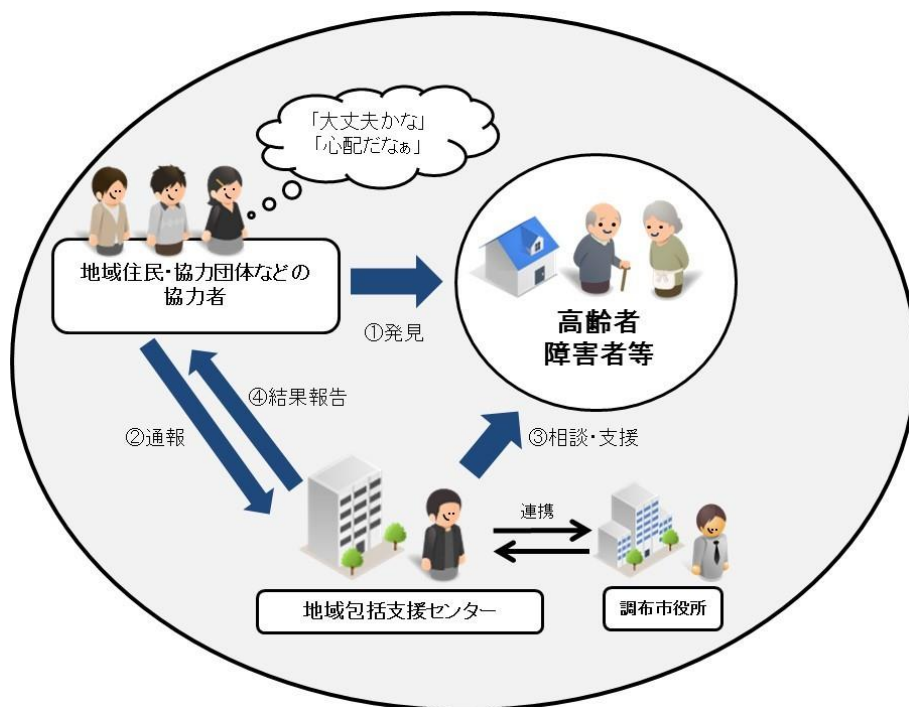 「大丈夫かな」
「心配だなぁ」
地域住民・協力団体などの
協力者
①発見
高齢者
障害者等
④結果報告
②通報
③相談・支援
連携
地域包括支援センター
調布市役所